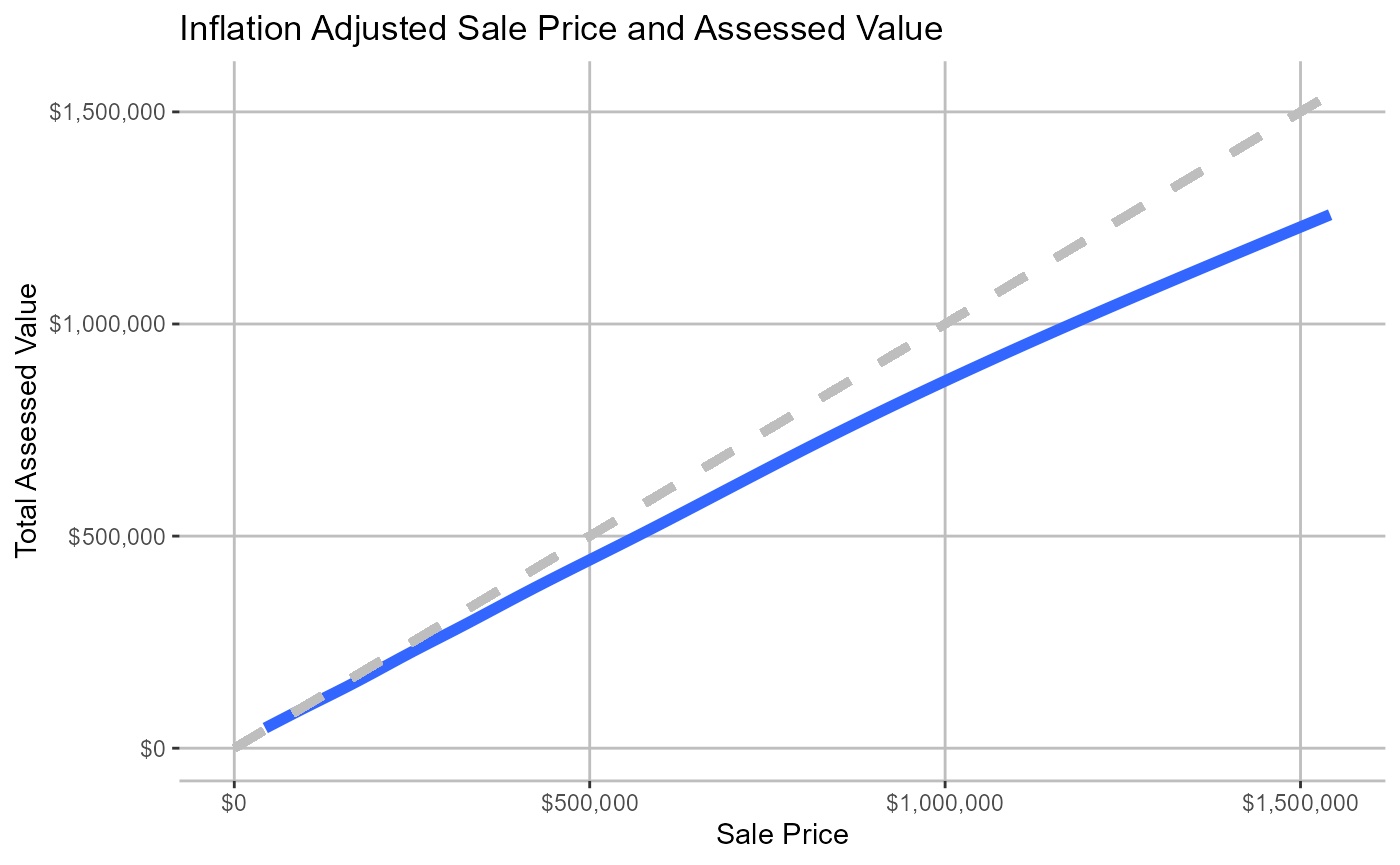 Inflation Adjusted Sale Price and Assessed Value
$1,500,000
$1,000,000
$500,000
$0
Total Assessed Value
$0
$500,000
$1,000,000
$1,500,000
Sale Price